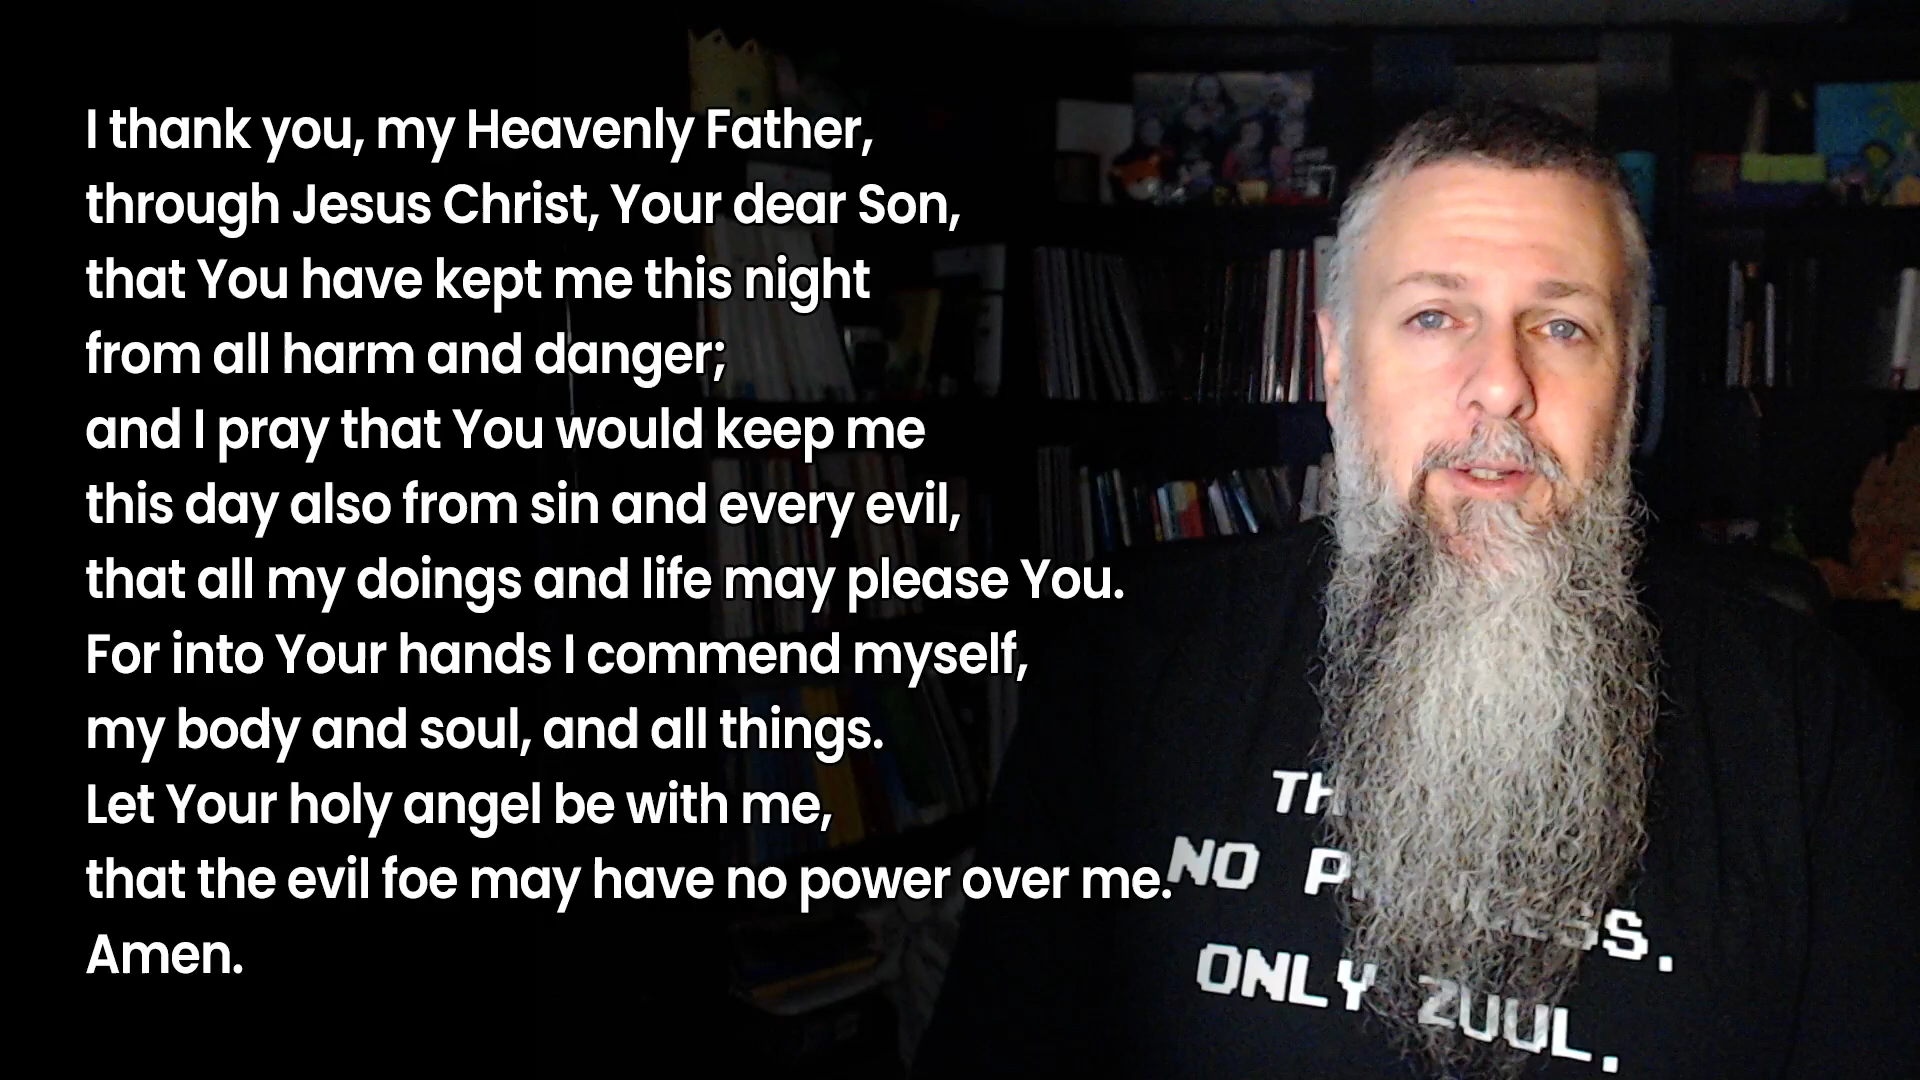 I thank you, my Heavenly Father,
through Jesus Christ, Your dear Son,
that You have kept me this night
from all harm and danger;
and I pray that You would keep me
this day also from sin and every evil,
that all my doings and life may please You.
For into Your hands I commend myself,
my body and soul, and all things.
Let Your holy angel be with me,
that the evil foe may have no power over me.
Amen.
NO
ONLY ZUUL.